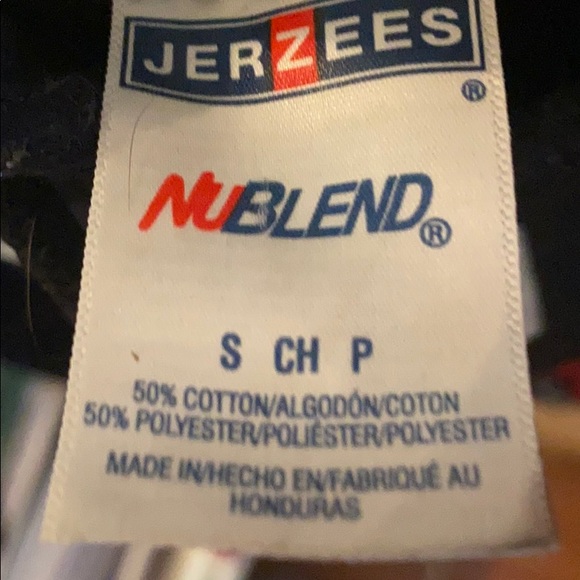 JERZEES
®
NUBLEND®
S CH P
50% COTTON/ALGODÓN/COTON
50% POLYESTER/POLIÉSTER/POLYESTER
MADE IN/HECHO EN/FABRIQUÉ AU
HONDURAS